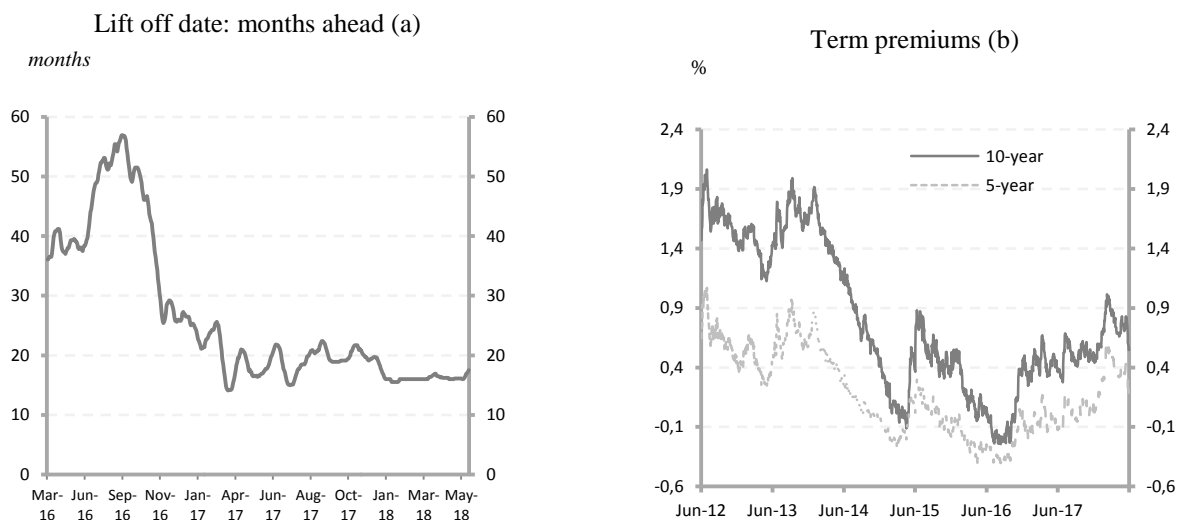 Lift off date: months ahead (a)
months
60
50
40
30
20
10
0
60
50
40
30
20
10
0
Mar-16
Jun-16
Sep-16
Nov-16
Jan-17
Apr-17
Jun-17
Aug-17
Oct-17
Jan-18
Mar-18
May-18
Term premiums (b)
%
2,4
1,9
1,4
0,9
0,4
-0,1
-0,6
10-year
5-year
2,4
1,9
1,4
0,9
0,4
-0,1
-0,6
Jun-12
Jun-13
Jun-14
Jun-15
Jun-16
Jun-17